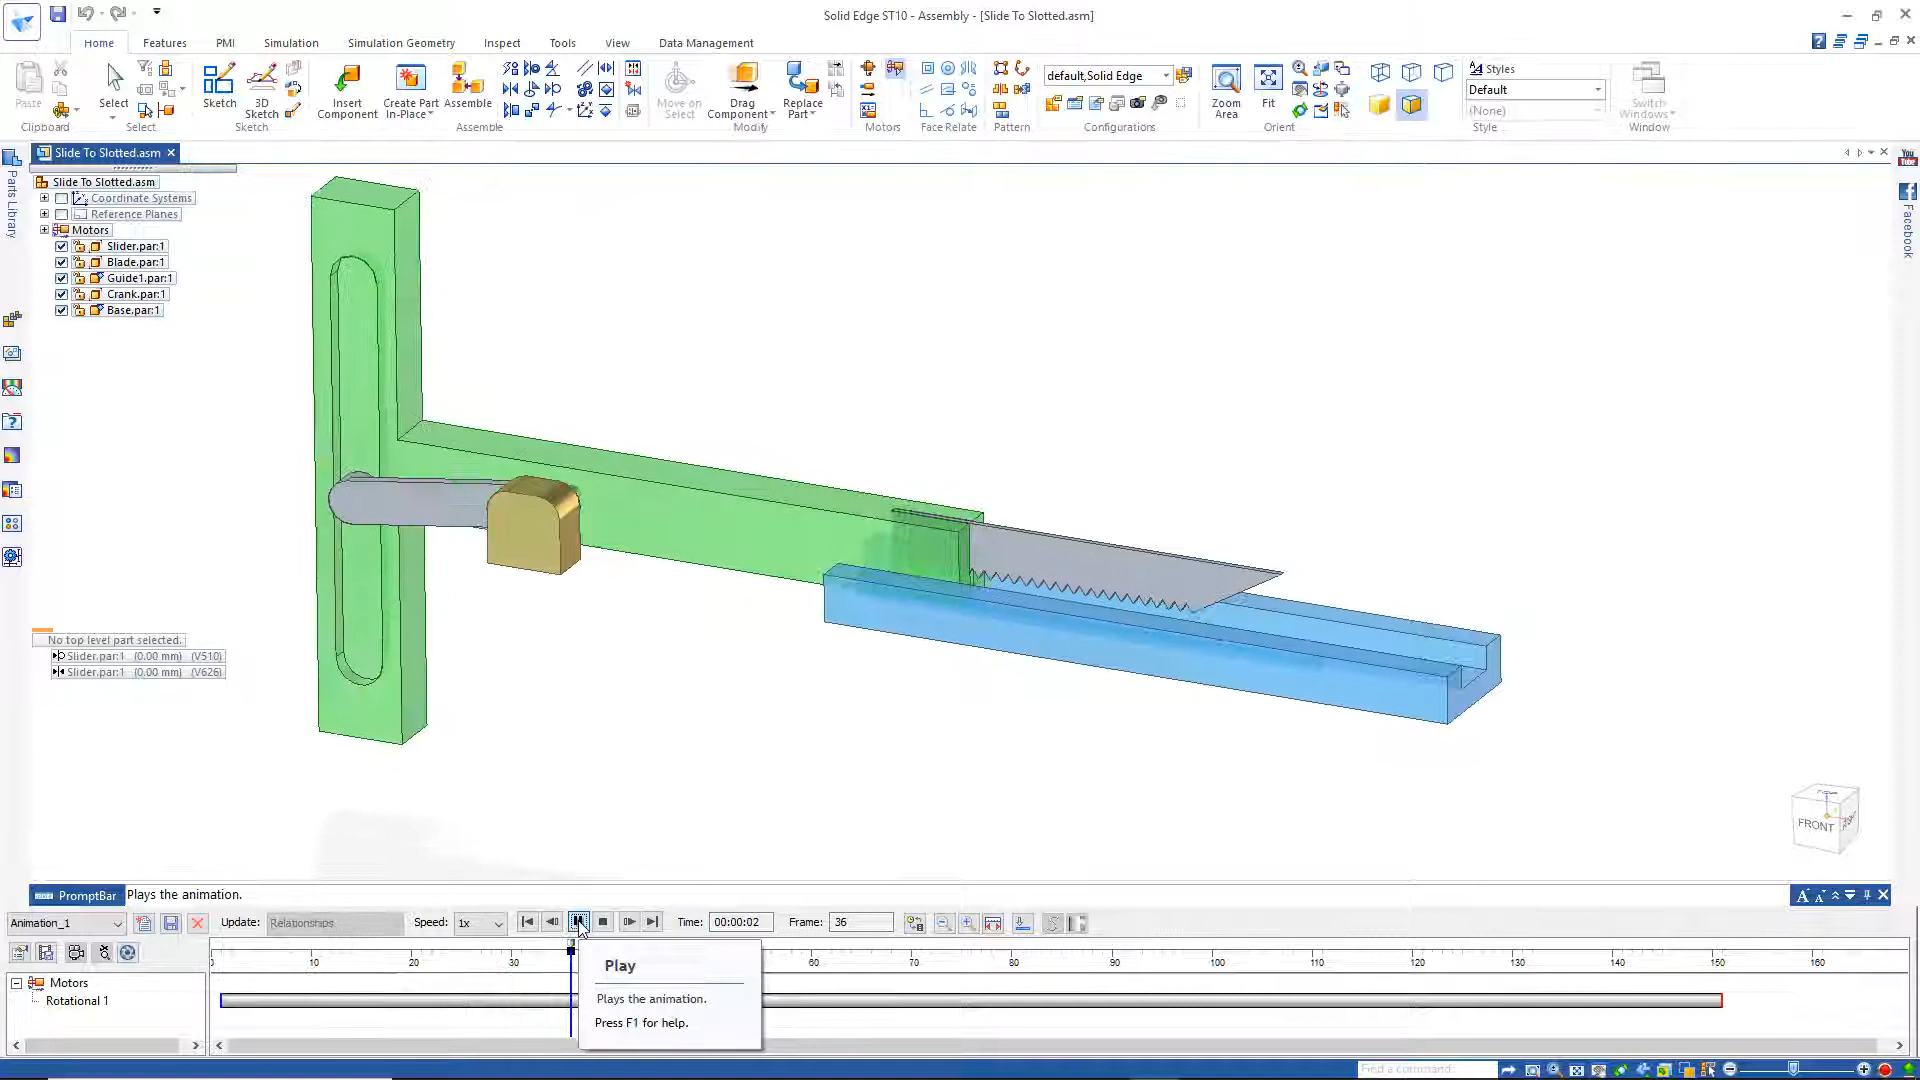 Solid Edge ST10 - Assembly - [Slide To Slotted.asm]
Home Features PMI Simulation Simulation Geometry Inspect Tools View Data Management
Paste
Clipboard
Select
Select
Sketch
3D Sketch
Sketch
Insert Component
Create Part In-Place
Assemble
Assemble
Move on Select
Drag Component
Replace Part
Modify
Motors
Face Relate
Pattern
default,Solid Edge
Configurations
Zoom Area
Fit
Orient
Styles
Default
(None)
Style
Switch Windows
Window
Slide To Slotted.asm
You Tube
Facebook
Parts Library
Slide To Slotted.asm
Coordinate Systems
Reference Planes
Motors
Slider.par:1
Blade.par:1
Guide1.par:1
Crank.par:1
Base.par:1
No top level part selected.
Slider.par:1 (0.00 mm) (V510)
Slider.par:1 (0.00 mm) (V626)
TOP
FRONT
PromptBar Plays the animation.
Animation_1 Update: Relationships Speed: 1x Time: 00:00:02 Frame: 36
10 20 30 60 70 80 90 100 110 120 130 140 150 160
Motors
Rotational 1
Play
Plays the animation.
Press F1 for help.
Find a command